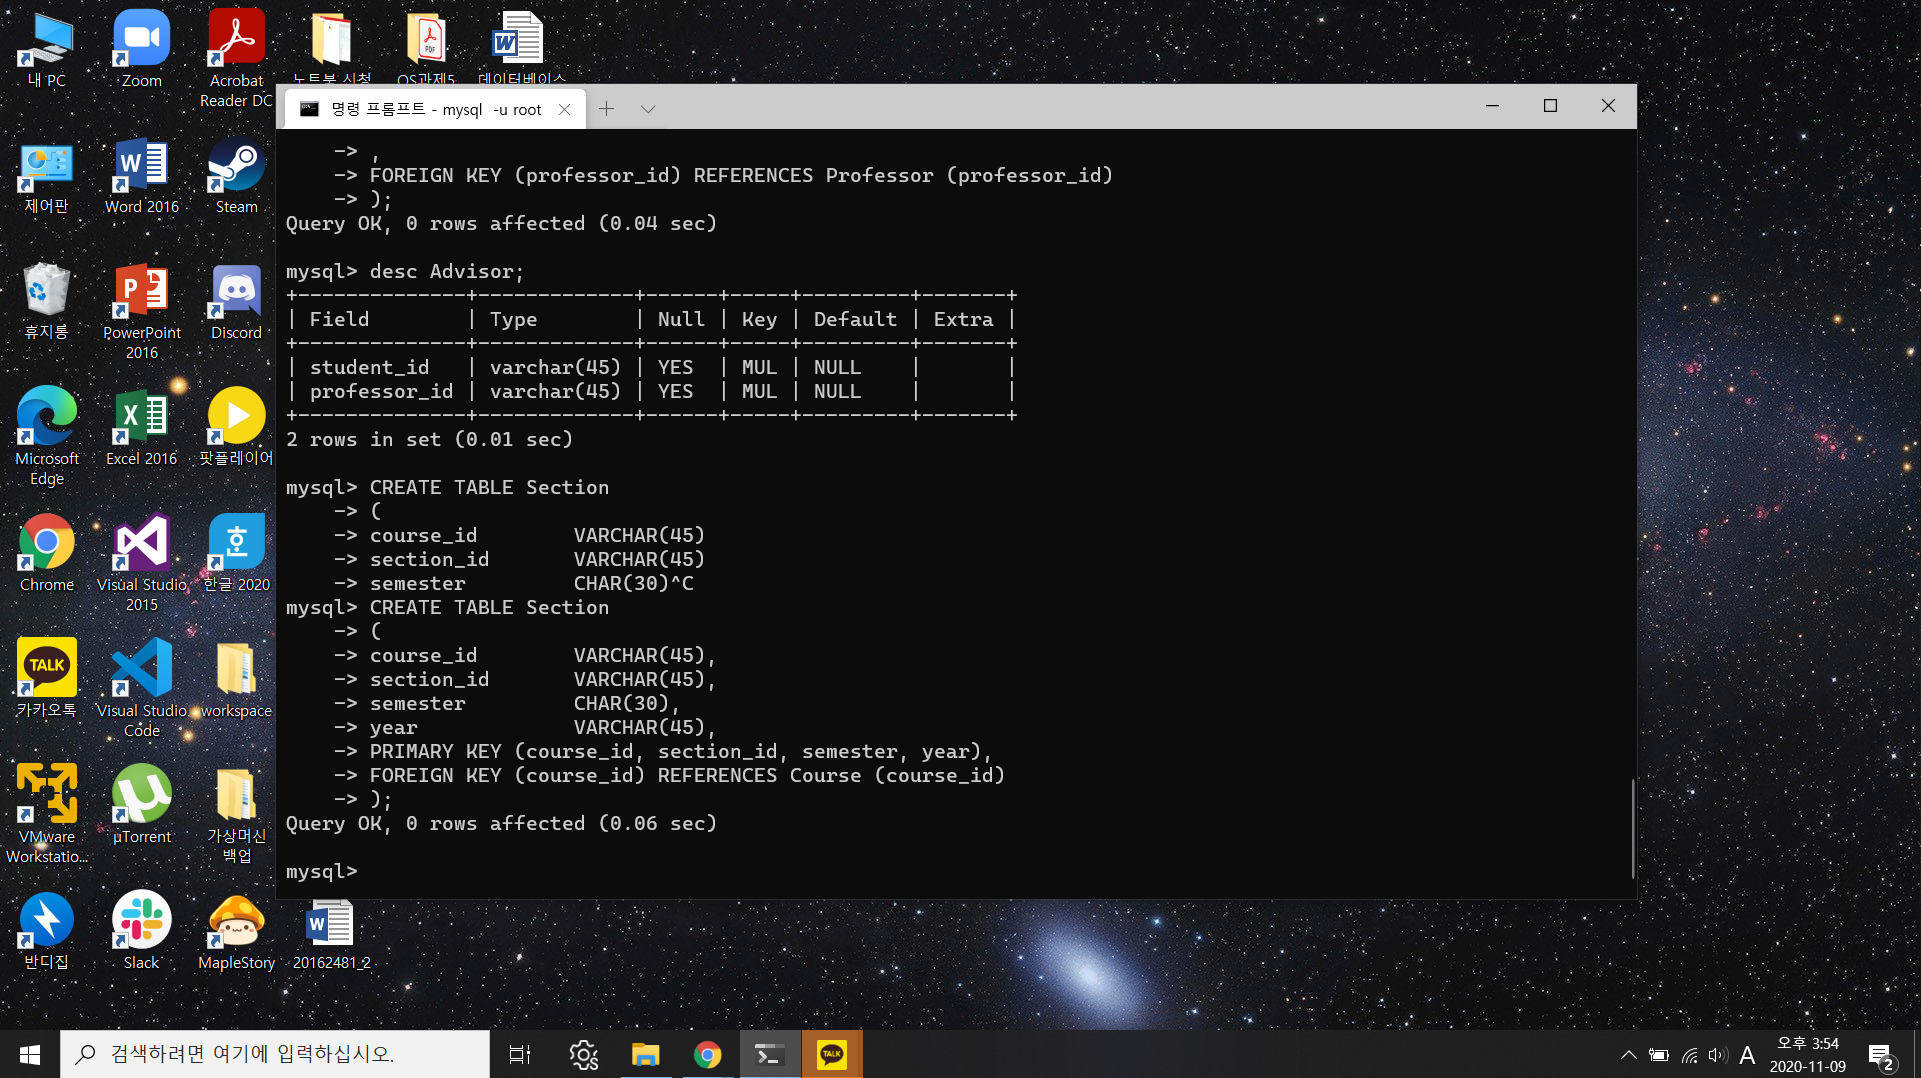 내 PC
Zoom
Acrobat
Reader DC
노트북 신청
OS과제5
데이터베이스
제어판
Word 2016
Steam
휴지통
PowerPoint
2016
Discord
Microsoft
Edge
Excel 2016
팟플레이어
Chrome
Visual Studio
2015
한글 2020
카카오톡
Visual Studio
Code
workspace
VMware
Workstatio...
µTorrent
가상머신
백업
반디집
Slack
MapleStory
20162481_2
명령 프롬프트 - mysql  -u root
    -> ,
    -> FOREIGN KEY (professor_id) REFERENCES Professor (professor_id)
    -> );
Query OK, 0 rows affected (0.04 sec)
mysql> desc Advisor;
+--------------+-------------+------+-----+---------+-------+
| Field        | Type        | Null | Key | Default | Extra |
+--------------+-------------+------+-----+---------+-------+
| student_id   | varchar(45) | YES  | MUL | NULL    |       |
| professor_id | varchar(45) | YES  | MUL | NULL    |       |
+--------------+-------------+------+-----+---------+-------+
2 rows in set (0.01 sec)
mysql> CREATE TABLE Section
    -> (
    -> course_id        VARCHAR(45)
    -> section_id       VARCHAR(45)
    -> semester         CHAR(30)^C
mysql> CREATE TABLE Section
    -> (
    -> course_id        VARCHAR(45),
    -> section_id       VARCHAR(45),
    -> semester         CHAR(30),
    -> year             VARCHAR(45),
    -> PRIMARY KEY (course_id, section_id, semester, year),
    -> FOREIGN KEY (course_id) REFERENCES Course (course_id)
    -> );
Query OK, 0 rows affected (0.06 sec)
mysql>
검색하려면 여기에 입력하십시오.
A
오후 3:54
2020-11-09
2